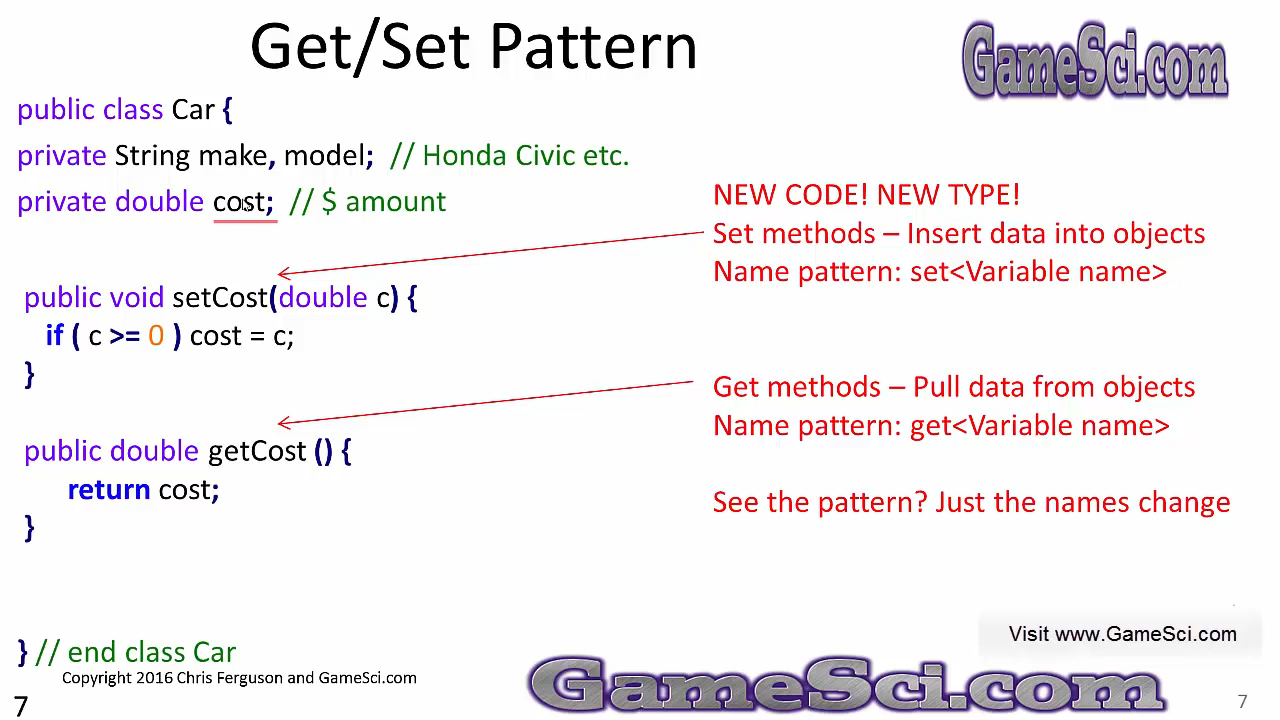 Get/Set Pattern
GameSci.com
public class Car {
private String make, model; // Honda Civic etc.
private double cost; // $ amount
NEW CODE! NEW TYPE!
Set methods – Insert data into objects
Name pattern: set<Variable name>
public void setCost(double c) {
if ( c >= 0 ) cost = c;
}
Get methods – Pull data from objects
Name pattern: get<Variable name>
public double getCost () {
return cost;
}
See the pattern? Just the names change
Visit www.GameSci.com
} // end class Car
Copyright 2016 Chris Ferguson and GameSci.com
GameSci.com
7
7